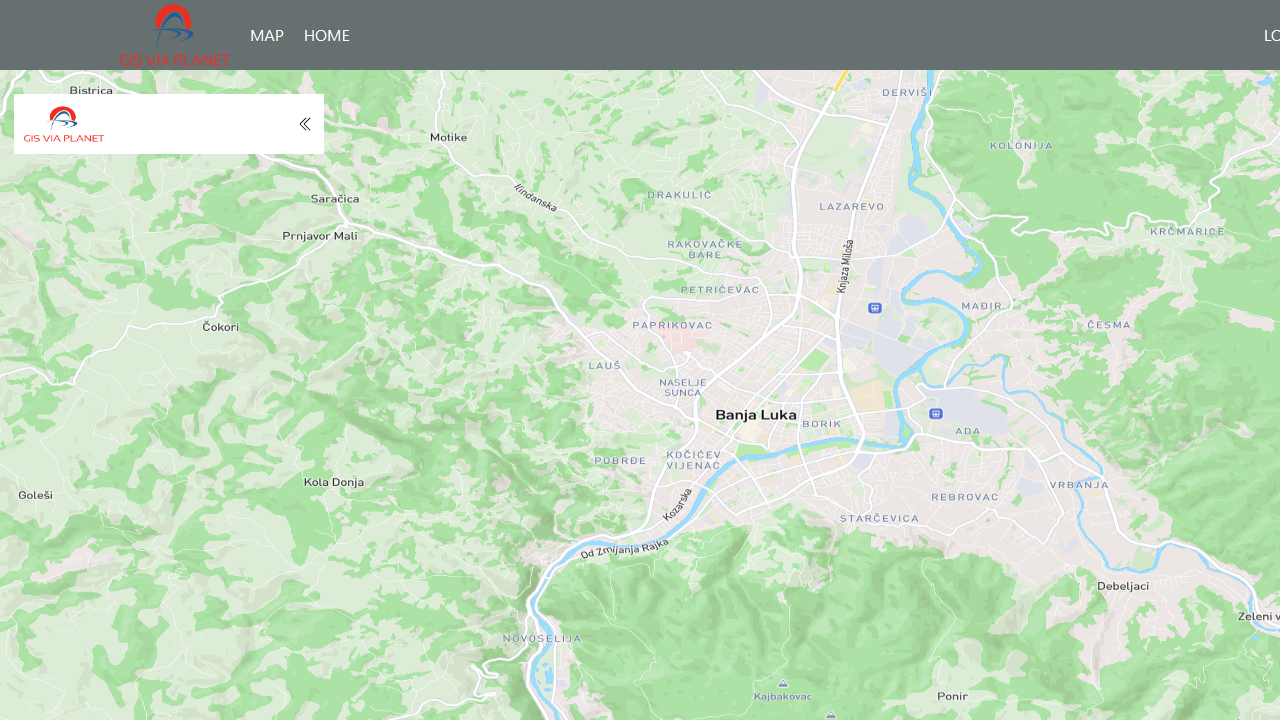 GIS VIA PLANET
MAP
HOME
LO
Bistrica
DERVIŠI
GIS VIA PLANET
Motike
KOLONIJA
Saračica
Ilindanska
DRAKULIĆ
LAZAREVO
Prnjavor Mali
RAKOVAČKE
BARE
Knjaza Miloša
KRČMARICE
PETRIĆEVAC
MAĐIR
Čokori
PAPRIKOVAC
ČESMA
LAUŠ
NASELJE
SUNCA
Banja Luka
BORIK
ADA
POBRĐE
KOČIĆEV
VIJENAC
Kola Donja
VRBANJA
Goleši
Kozarska
REBROVAC
STARČEVICA
Od Zmijanja Rajka
Debeljaci
Zeleni v
NOVOSELIJA
Kajbakovac
Ponir